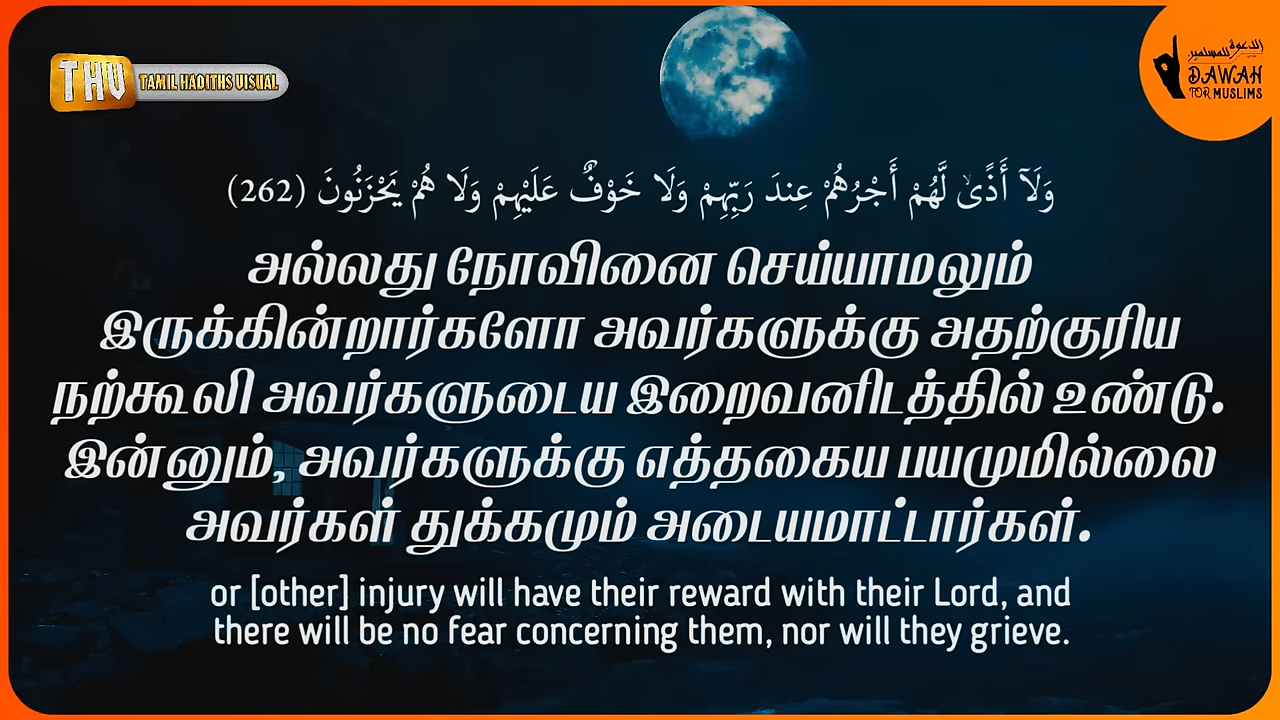 THV
TAMIL HADITHS VISUAL
الدعوة للمسلمين
DAWAH
FOR MUSLIMS
وَلَآ أَذًىۙ لَّهُمْ أَجْرُهُمْ عِندَ رَبِّهِمْ وَلَا خَوْفٌ عَلَيْهِمْ وَلَا هُمْ يَحْزَنُونَ (262)
அல்லது நோவினை செய்யாமலும்
இருக்கின்றார்களோ அவர்களுக்கு அதற்குரிய
நற்கூலி அவர்களுடைய இறைவனிடத்தில் உண்டு.
இன்னும், அவர்களுக்கு எத்தகைய பயமுமில்லை
அவர்கள் துக்கமும் அடையமாட்டார்கள்.
or [other] injury will have their reward with their Lord, and
there will be no fear concerning them, nor will they grieve.